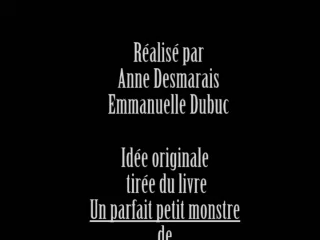 Réalisé par
Anne Desmarais
Emmanuelle Dubuc
Idée originale
tirée du livre
Un parfait petit monstre
de